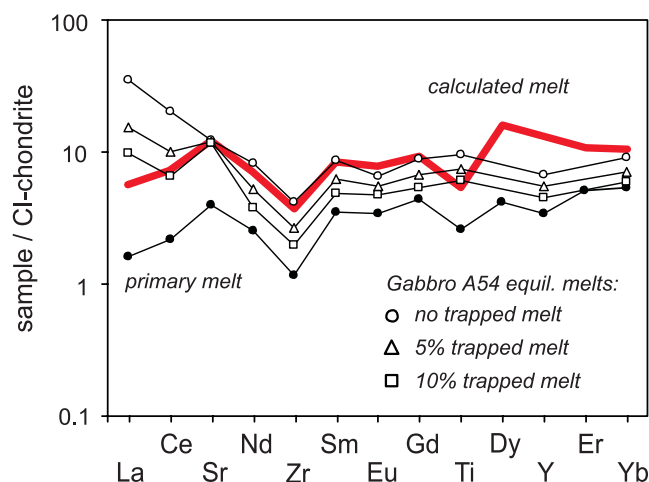 100
10
1
0.1
sample / CI-chondrite
calculated melt
primary melt
Gabbro A54 equil. melts:
no trapped melt
5% trapped melt
10% trapped melt
Ce Nd Sm Gd Dy Er
La Sr Zr Eu Ti Y Yb